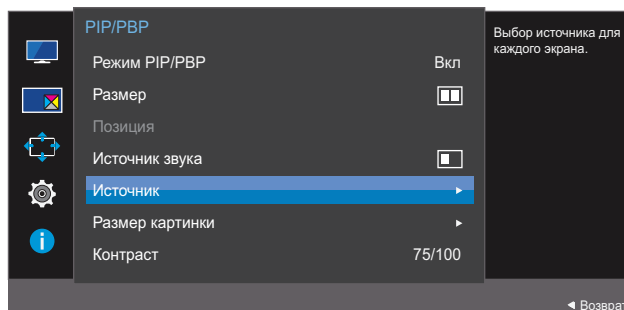 PIP/PBP
Режим PIP/PBP Вкл
Размер
Позиция
Источник звука
Источник
Размер картинки
Контраст 75/100
Выбор источника для
каждого экрана.
Возврат